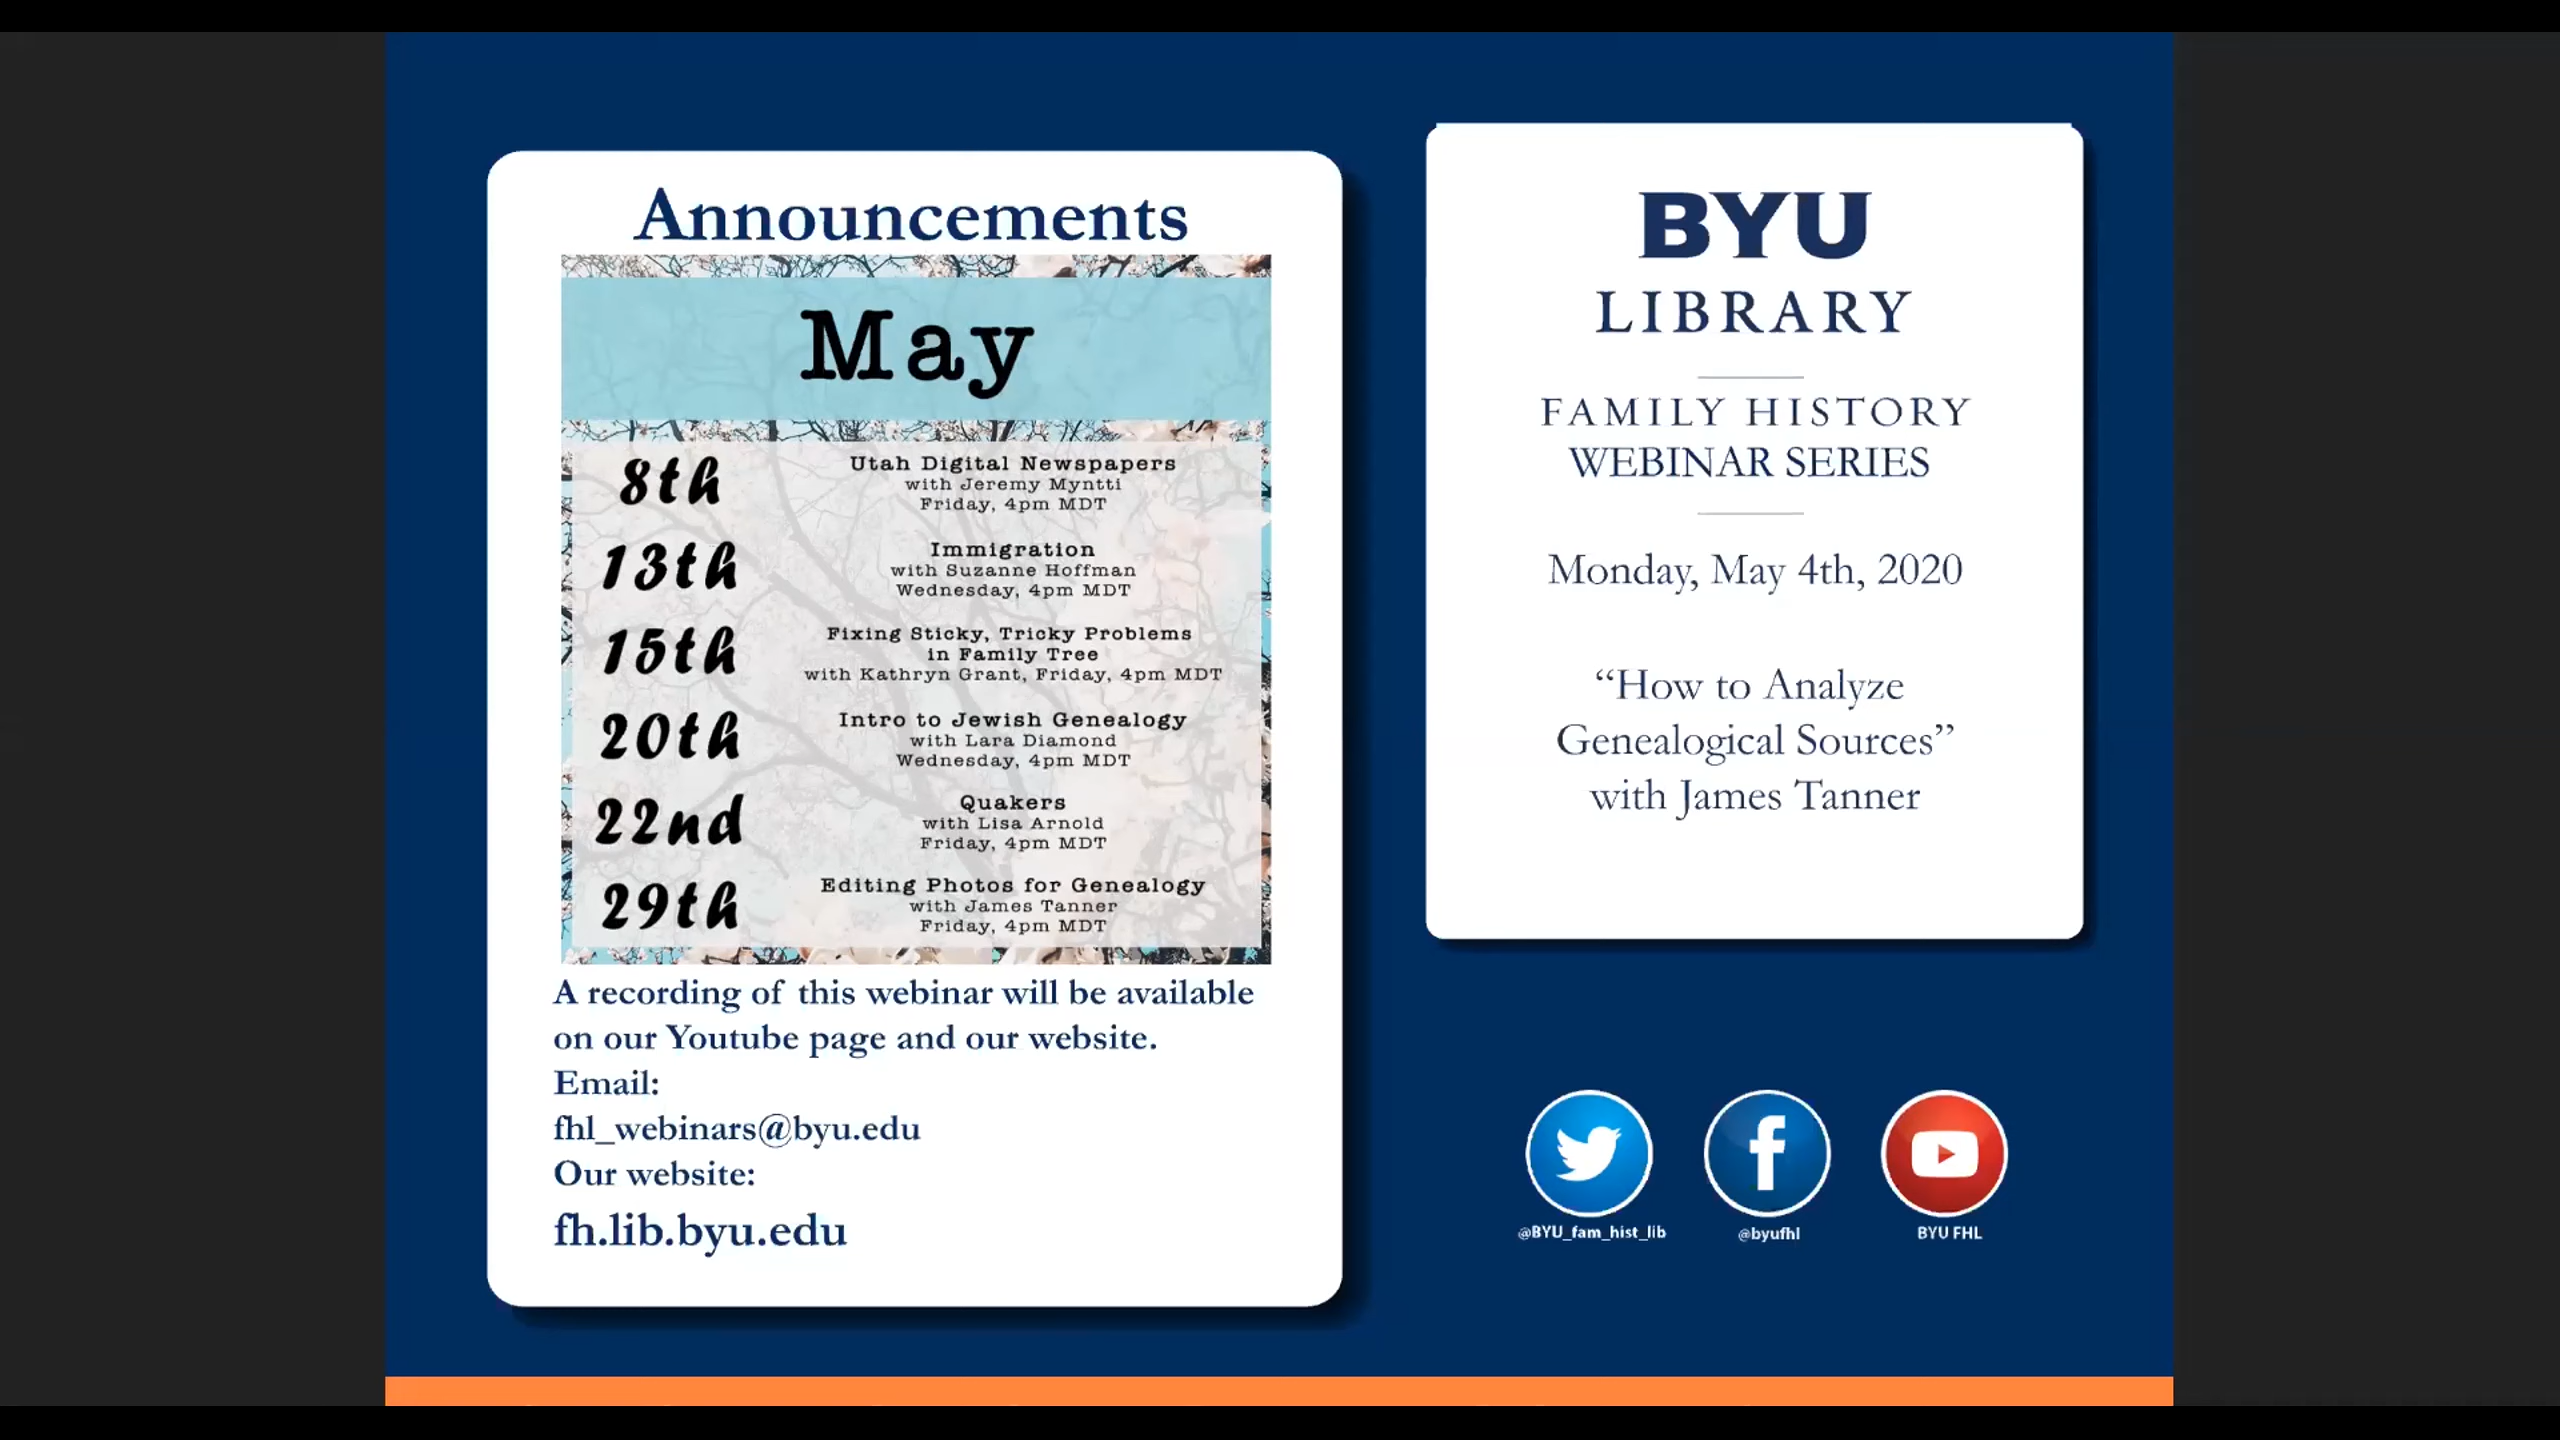 Announcements
May
8th
Utah Digital Newspapers
with Jeremy Myntti
Friday, 4pm MDT
13th
Immigration
with Suzanne Hoffman
Wednesday, 4pm MDT
15th
Fixing Sticky, Tricky Problems
in Family Tree
with Kathryn Grant, Friday, 4pm MDT
20th
Intro to Jewish Genealogy
with Lara Diamond
Wednesday, 4pm MDT
22nd
Quakers
with Lisa Arnold
Friday, 4pm MDT
29th
Editing Photos for Genealogy
with James Tanner
Friday, 4pm MDT
A recording of this webinar will be available
on our Youtube page and our website.
Email:
fhl_webinars@byu.edu
Our website:
fh.lib.byu.edu
BYU
LIBRARY
FAMILY HISTORY
WEBINAR SERIES
Monday, May 4th, 2020
“How to Analyze
Genealogical Sources”
with James Tanner
@BYU_fam_hist_lib
@byufhl
BYU FHL